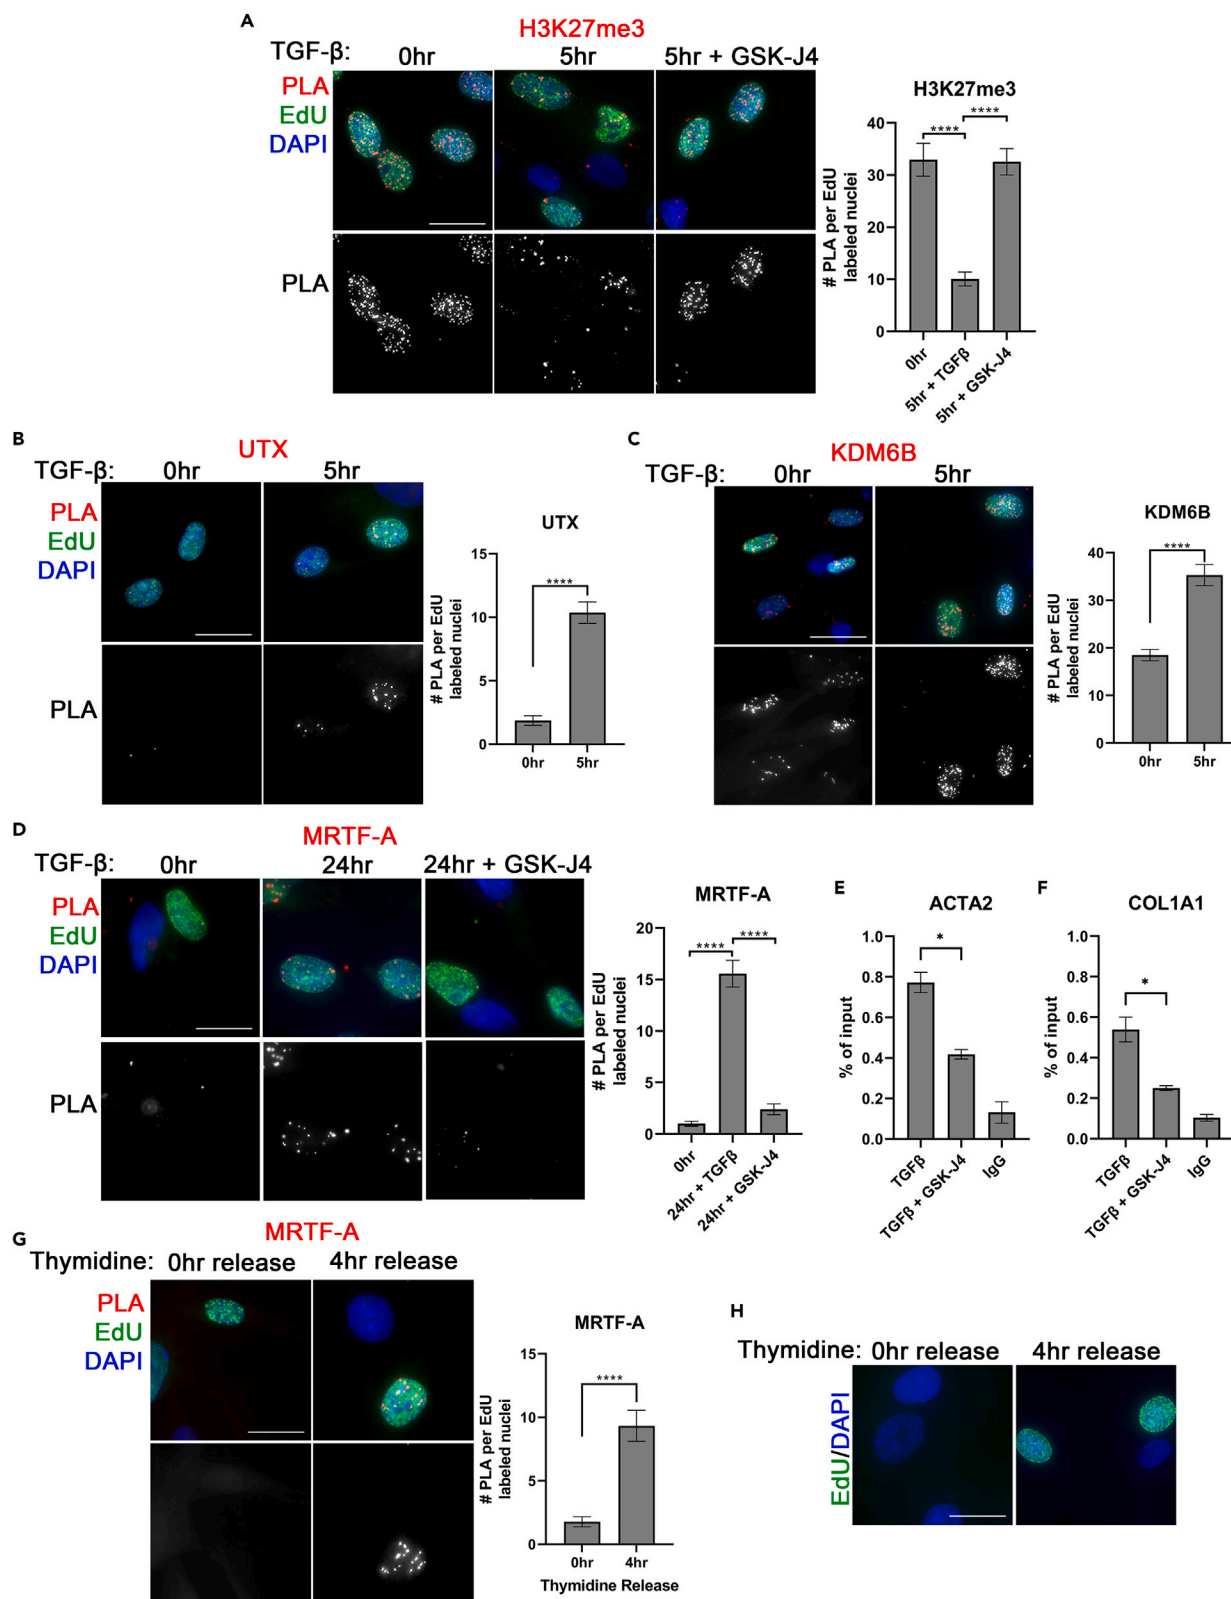 A
H3K27me3
TGF-β: 0hr 5hr 5hr + GSK-J4
PLA
EdU
DAPI
PLA
H3K27me3
# PLA per EdU
labeled nuclei
40
30
20
10
0
**** ****
0hr 5hr + TGFβ 5hr + GSK-J4
B
UTX
TGF-β: 0hr 5hr
PLA
EdU
DAPI
PLA
UTX
# PLA per EdU
labeled nuclei
15
10
5
0
****
0hr 5hr
C
KDM6B
TGF-β: 0hr 5hr
KDM6B
# PLA per EdU
labeled nuclei
40
30
20
10
0
****
0hr 5hr
D
MRTF-A
TGF-β: 0hr 24hr 24hr + GSK-J4
PLA
EdU
DAPI
PLA
MRTF-A
# PLA per EdU
labeled nuclei
20
15
10
5
0
**** ****
0hr 24hr + TGFβ 24hr + GSK-J4
E
ACTA2
% of input
1.0
0.8
0.6
0.4
0.2
0.0
*
TGFβ TGFβ + GSK-J4 IgG
F
COL1A1
% of input
1.0
0.8
0.6
0.4
0.2
0.0
*
TGFβ TGFβ + GSK-J4 IgG
G
MRTF-A
Thymidine: 0hr release 4hr release
PLA
EdU
DAPI
MRTF-A
# PLA per EdU
labeled nuclei
15
10
5
0
****
0hr 4hr
Thymidine Release
H
Thymidine: 0hr release 4hr release
EdU/DAPI